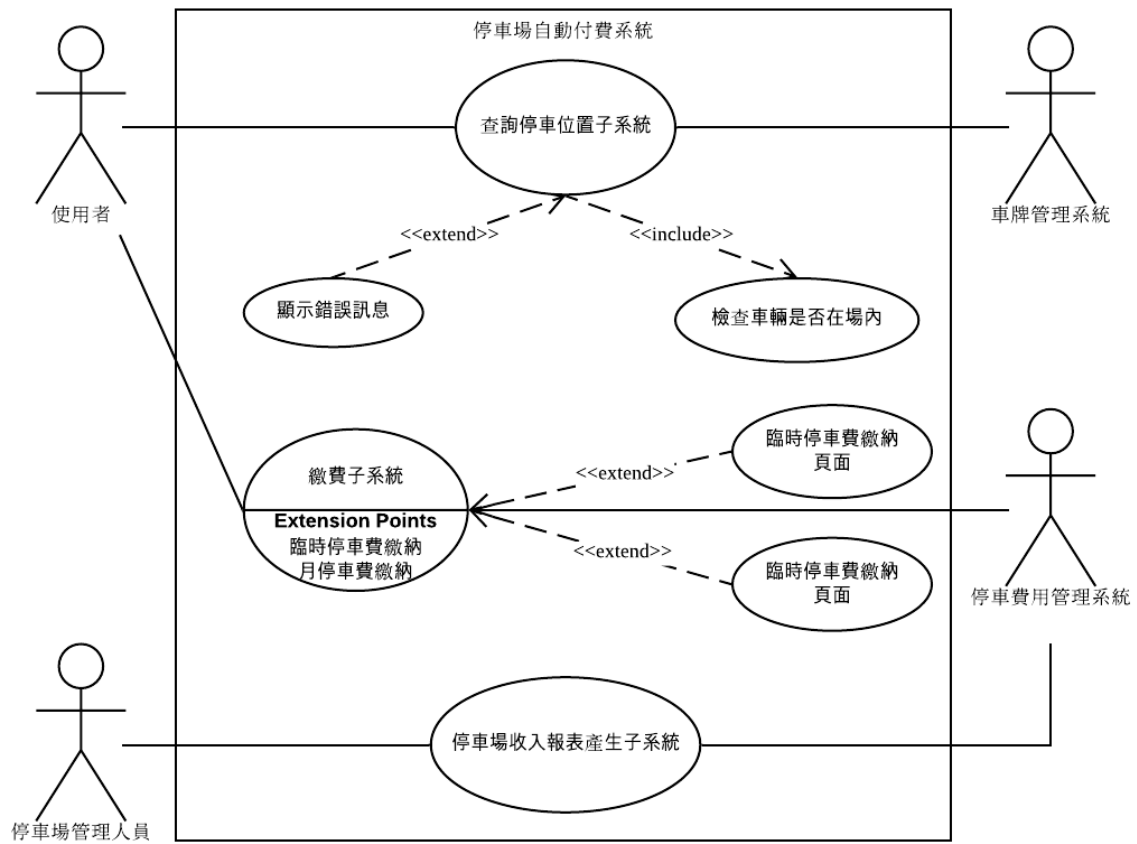 停車場自動付費系統
查詢停車位置子系統
使用者
車牌管理系統
<<extend>>
<<include>>
顯示錯誤訊息
檢查車輛是否在場內
臨時停車費繳納
頁面
繳費子系統
<<extend>>
Extension Points
臨時停車費繳納
月停車費繳納
<<extend>>
臨時停車費繳納
頁面
停車費用管理系統
停車場收入報表產生子系統
停車場管理人員